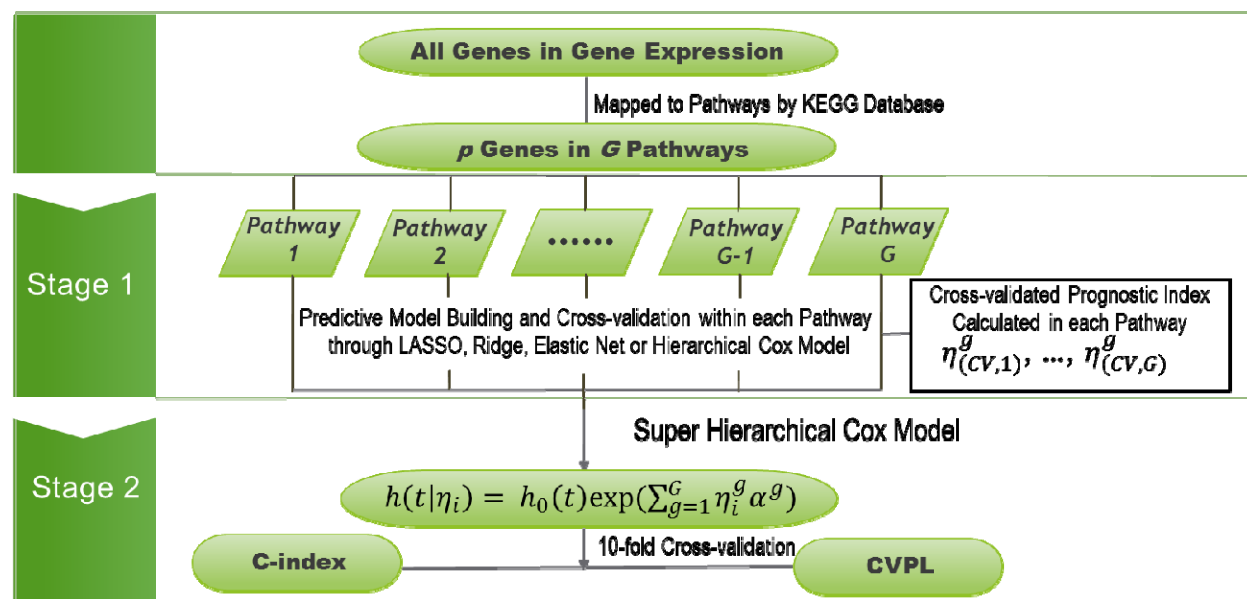 All Genes in Gene Expression
Mapped to Pathways by KEGG Database
p Genes in G Pathways
Stage 1
Pathway
1
Pathway
2
••••••
Pathway
G-1
Pathway
G
Predictive Model Building and Cross-validation within each Pathway
through LASSO, Ridge, Elastic Net or Hierarchical Cox Model
Cross-validated Prognostic Index
Calculated in each Pathway
η^g_(CV,1), ..., η^g_(CV,G)
Stage 2
Super Hierarchical Cox Model
h(t|η_i) = h_0(t)exp(∑_{g=1}^{G} η_i^g α^g)
10-fold Cross-validation
C-index
CVPL